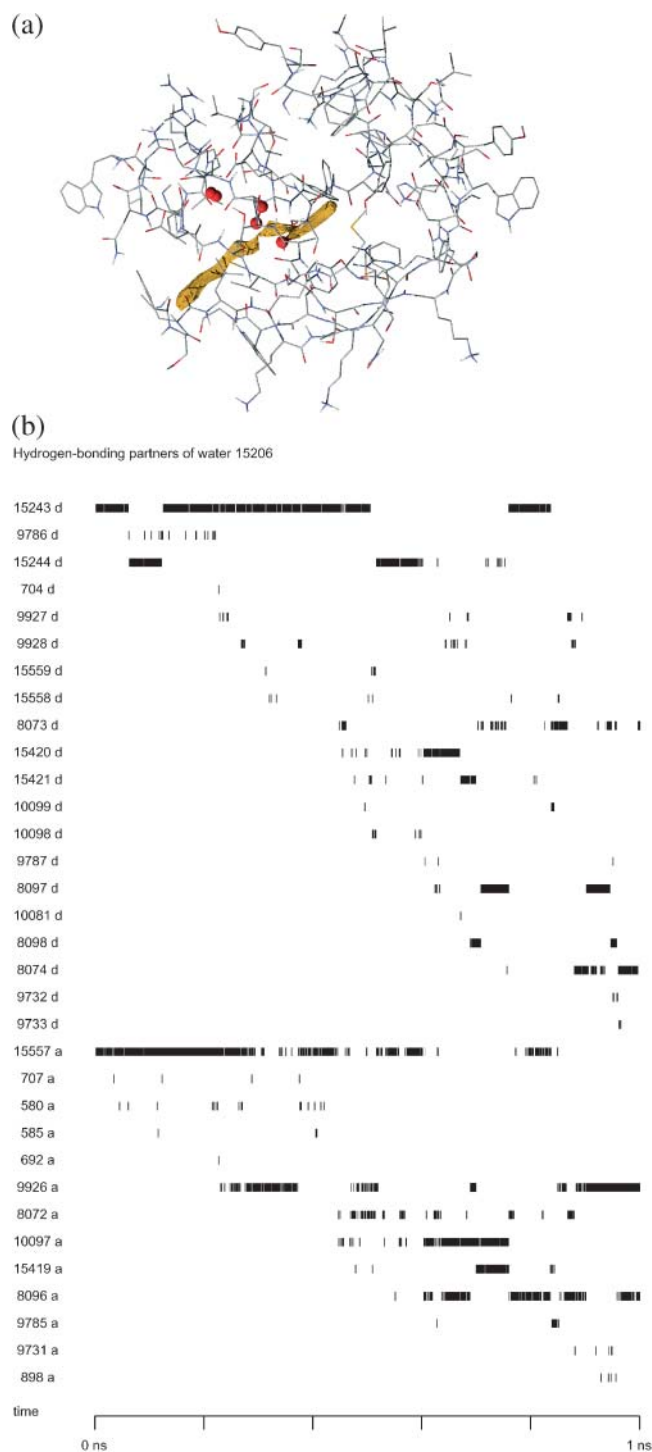 (a)
(b)
Hydrogen-bonding partners of water 15206
15243 d
9786 d
15244 d
704 d
9927 d
9928 d
15559 d
15558 d
8073 d
15420 d
15421 d
10099 d
10098 d
9787 d
8097 d
10081 d
8098 d
8074 d
9732 d
9733 d
15557 a
707 a
580 a
585 a
692 a
9926 a
8072 a
10097 a
15419 a
8096 a
9785 a
9731 a
898 a
time
0 ns 1 ns